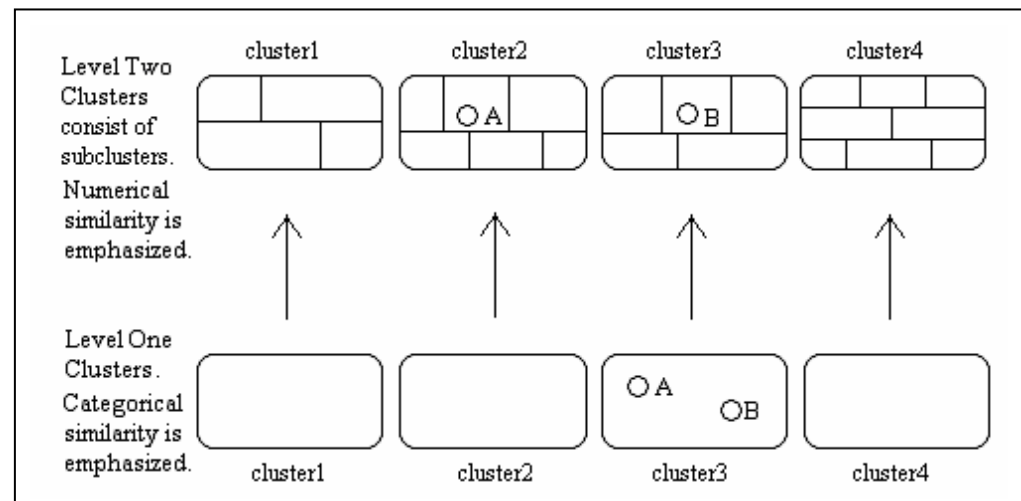 cluster1
cluster2
cluster3
cluster4
Level Two
Clusters
consist of
subclusters.
Numerical
similarity is
emphasized.
A
B
Level One
Clusters.
Categorical
similarity is
emphasized.
A
B
cluster1
cluster2
cluster3
cluster4